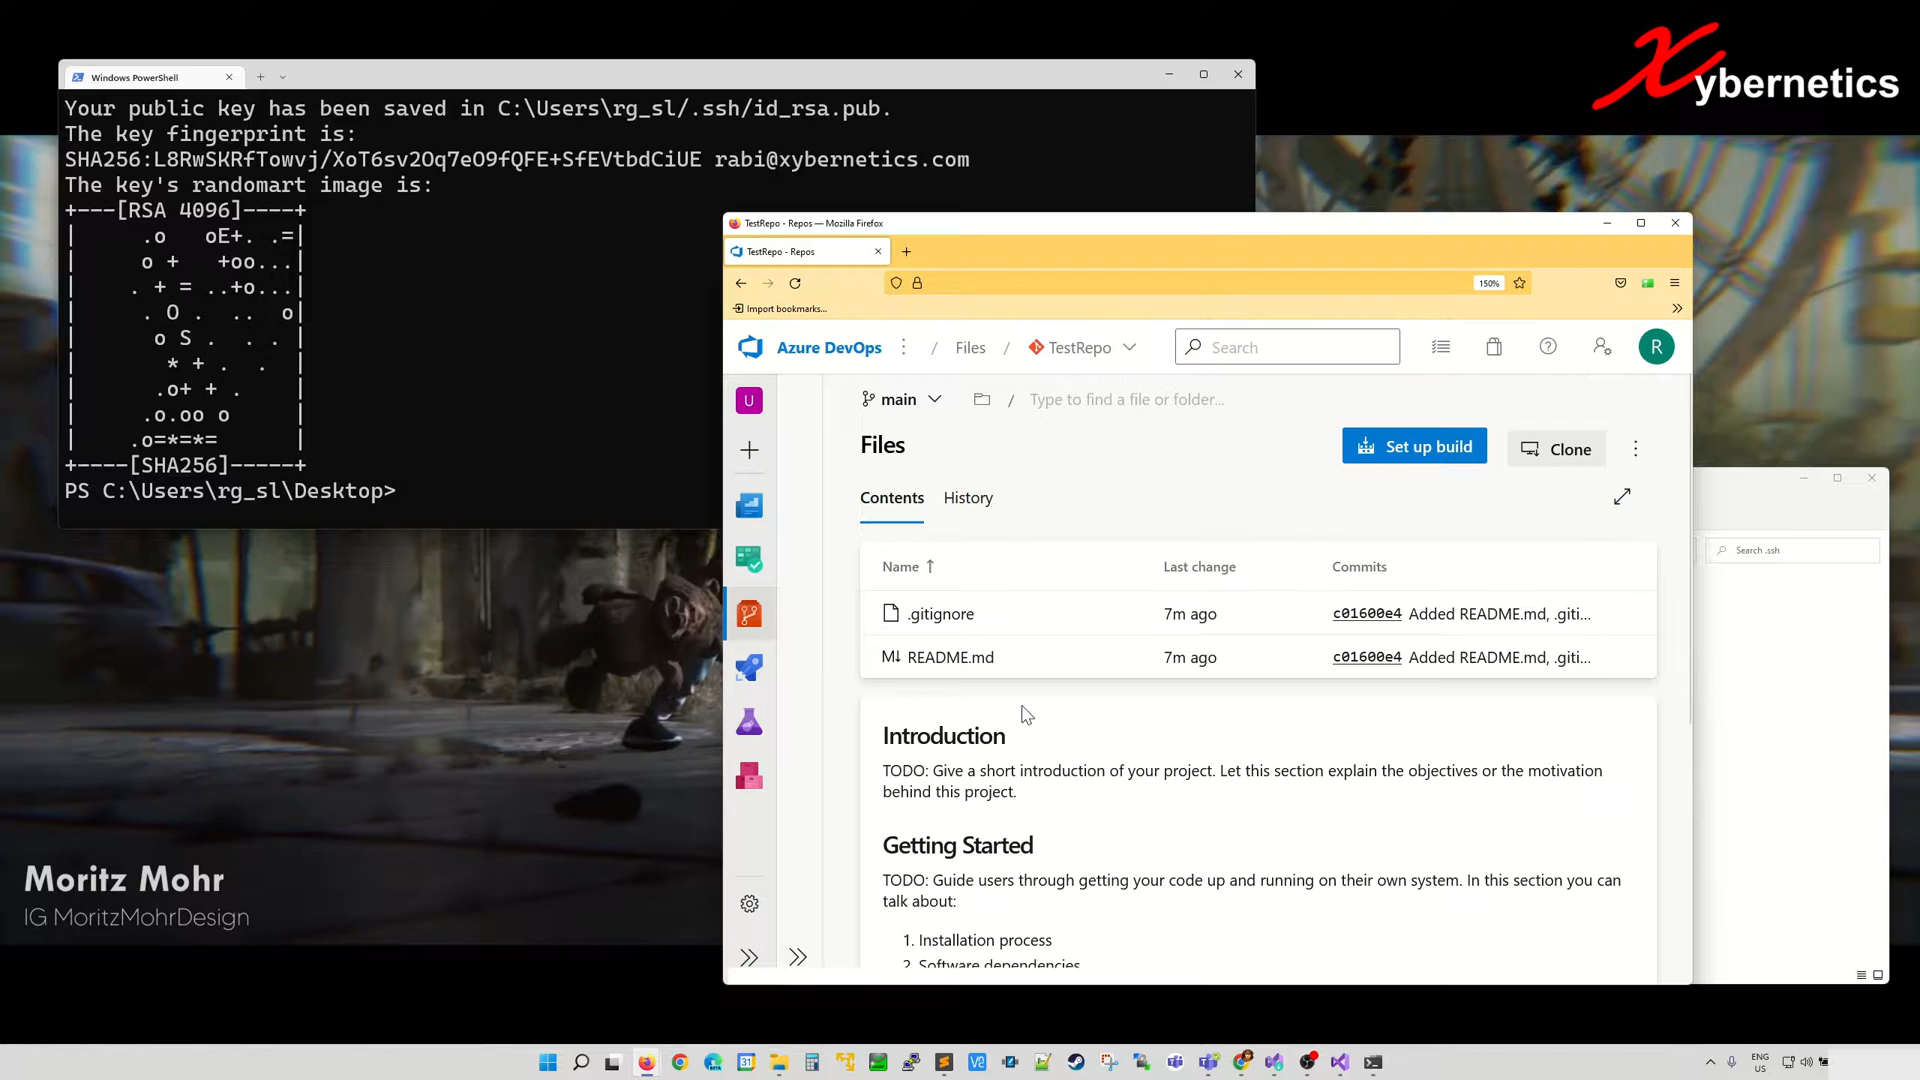 Xybernetics
Windows PowerShell
Your public key has been saved in C:\Users\rg_sl/.ssh/id_rsa.pub.
The key fingerprint is:
SHA256:L8RwSKRfTowvj/XoT6sv2Oq7eO9fQFE+SfEVtbdCiUE rabi@xybernetics.com
The key's randomart image is:
+---[RSA 4096]----+
|     .o   oE+. .=|
|     o +   +oo...|
|    . + = ..+o...|
|     . O .  ..  o|
|      o S .  . . |
|       * + .  .  |
|      .o+ + .    |
|     .o.oo o     |
|    .o=*=*=      |
+----[SHA256]-----+
PS C:\Users\rg_sl\Desktop>
TestRepo - Repos — Mozilla Firefox
TestRepo - Repos
150%
Import bookmarks...
Azure DevOps / Files / TestRepo
Search
R
U
main / Type to find a file or folder...
Files
Set up build
Clone
Contents
History
Name Last change Commits
.gitignore 7m ago c01600e4 Added README.md, .giti...
README.md 7m ago c01600e4 Added README.md, .giti...
Introduction
TODO: Give a short introduction of your project. Let this section explain the objectives or the motivation
behind this project.
Getting Started
TODO: Guide users through getting your code up and running on their own system. In this section you can
talk about:
1. Installation process
2. Software dependencies
Search .ssh
Moritz Mohr
IG MoritzMohrDesign
ENG
US